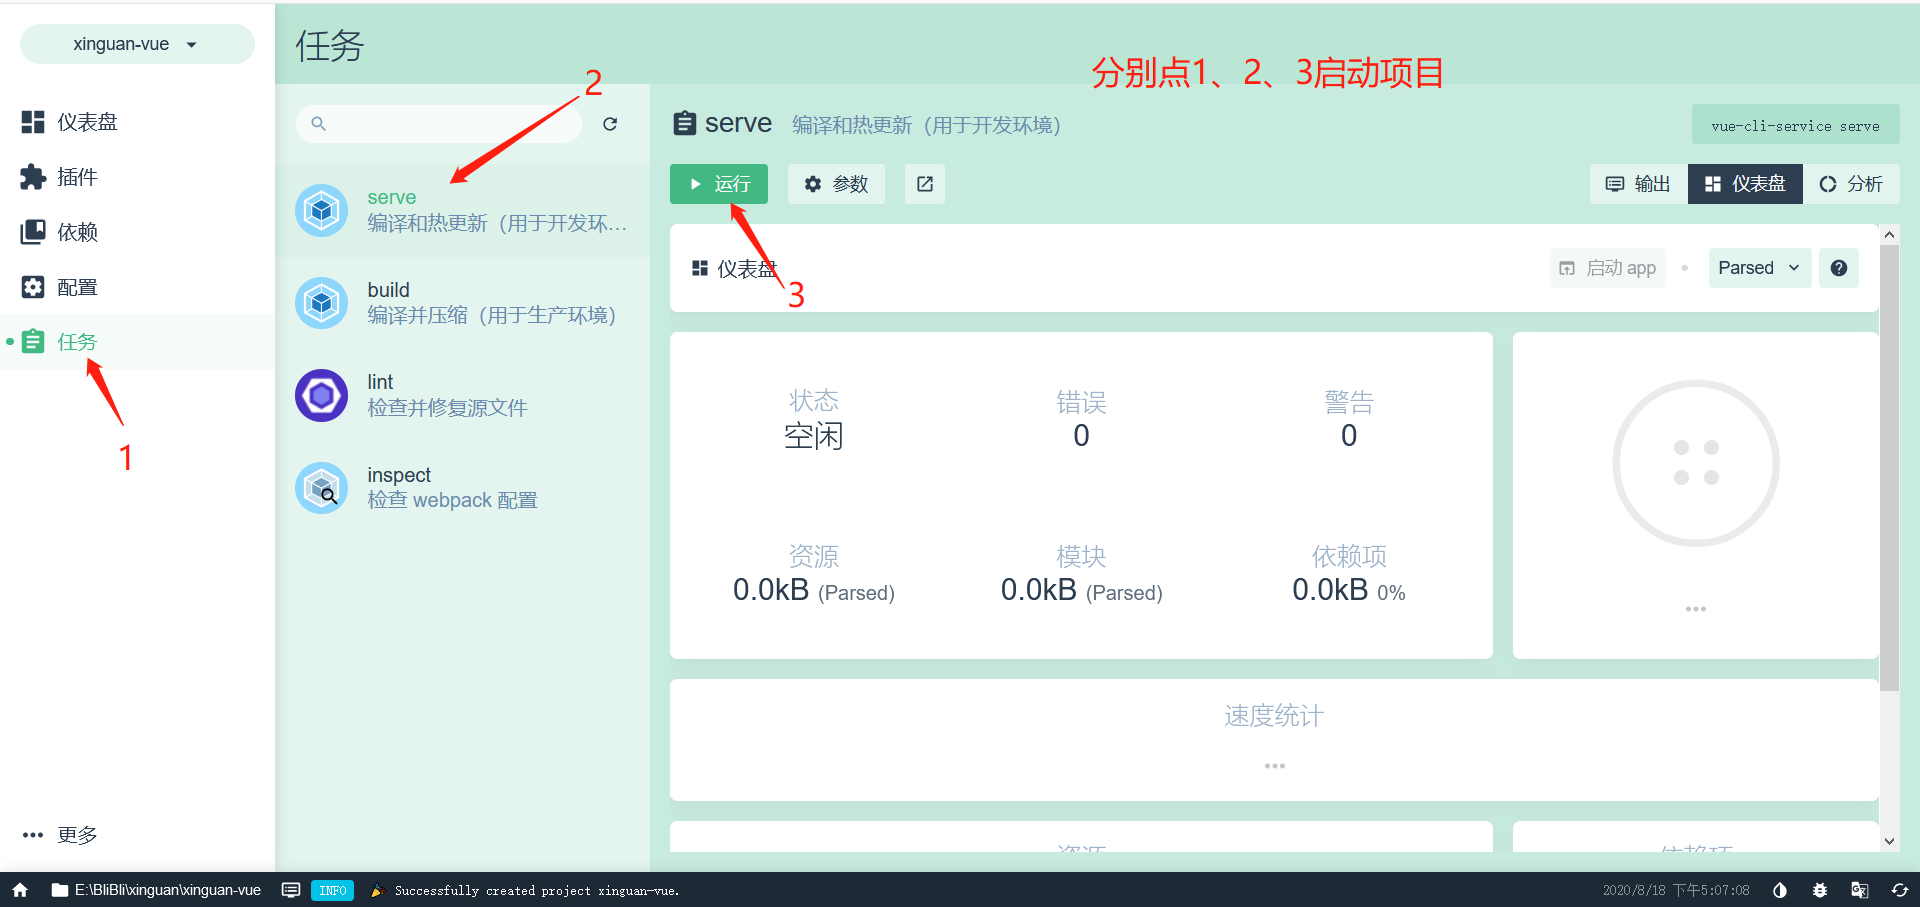 xinguan-vue
仪表盘
插件
依赖
配置
任务
1
更多
任务
2
分别点1、2、3启动项目
serve
编译和热更新（用于开发环…
build
编译并压缩（用于生产环境）
lint
检查并修复源文件
inspect
检查 webpack 配置
serve 编译和热更新（用于开发环境）
vue-cli-service serve
运行 参数
输出 仪表盘 分析
仪表盘
3
启动 app
Parsed
状态
空闲
错误
0
警告
0
资源
0.0kB (Parsed)
模块
0.0kB (Parsed)
依赖项
0.0kB 0%
速度统计
资源
依赖项
E:\BliBli\xinguan\xinguan-vue
INFO
Successfully created project xinguan-vue.
2020/8/18 下午5:07:08